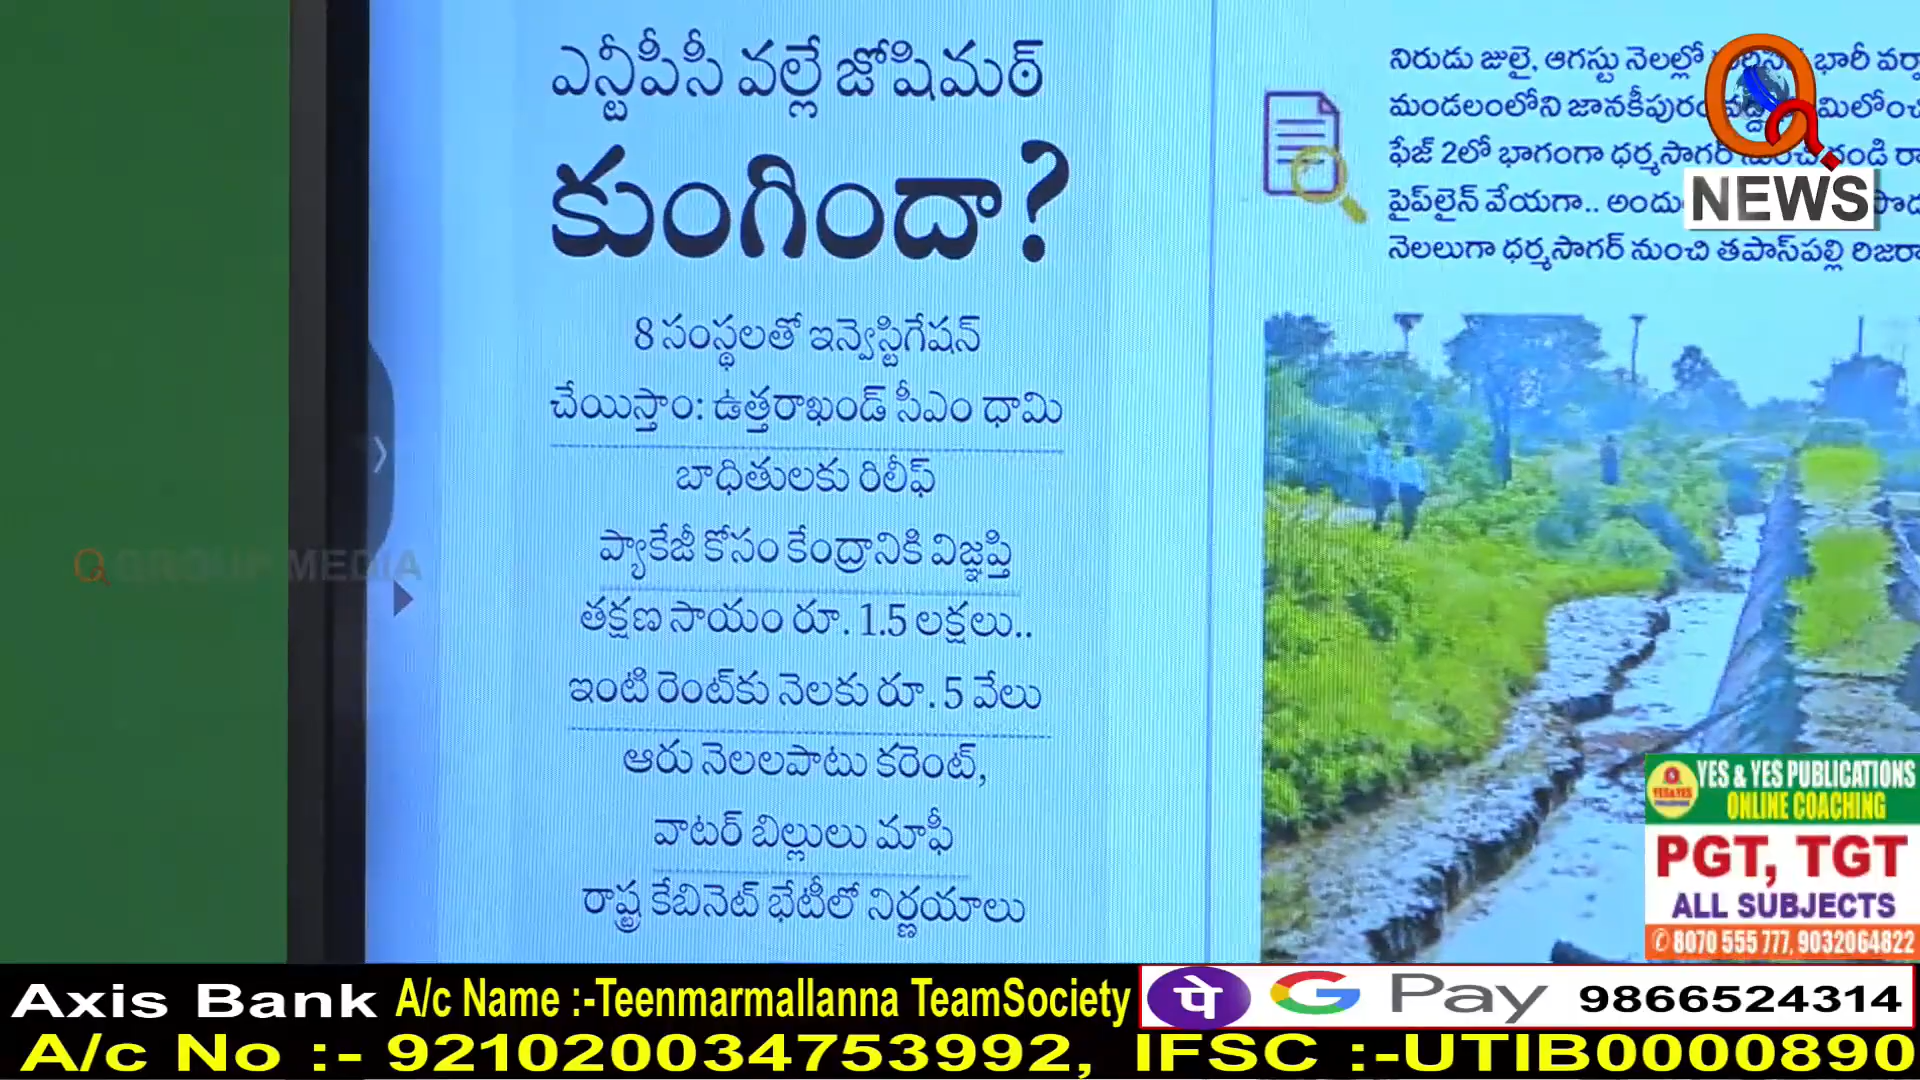 ఎన్టీపీసీ వల్లే జోషిమఠ్
కుంగిందా?
8 సంస్థలతో ఇన్వెస్టిగేషన్
చేయిస్తాం: ఉత్తరాఖండ్ సీఎం ధామి
బాధితులకు రిలీఫ్
ప్యాకేజీ కోసం కేంద్రానికి విజ్ఞప్తి
తక్షణ సాయం రూ. 1.5 లక్షలు..
ఇంటి రెంట్‌కు నెలకు రూ. 5 వేలు
ఆరు నెలలపాటు కరెంట్,
వాటర్ బిల్లులు మాఫీ
రాష్ట్ర కేబినెట్ భేటీలో నిర్ణయాలు
నిరుడు జులై, ఆగస్టు నెలల్లో భారీ
మండలంలోని జానకీపురం
ఫేజ్ 2లో భాగంగా ధర్మసాగర్ నుంచి
పైప్‌లైన్ వేయగా..
నెలలుగా ధర్మసాగర్ నుంచి తపాస్‌పల్లి
Q NEWS
Q GROUP MEDIA
YES & YES PUBLICATIONS
ONLINE COACHING
PGT, TGT
ALL SUBJECTS
8070 555 777, 9032064822
Axis Bank A/c Name :-Teenmarmallanna TeamSociety
पे G Pay 9866524314
A/c No :- 921020034753992, IFSC :-UTIB0000890